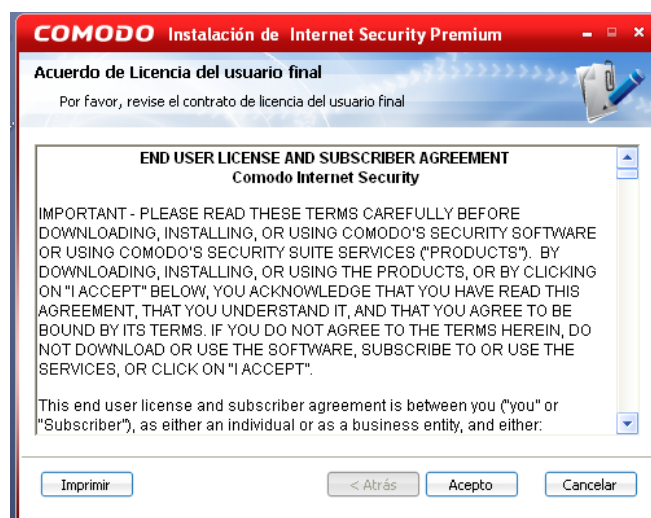 COMODO Instalación de Internet Security Premium
Acuerdo de Licencia del usuario final
Por favor, revise el contrato de licencia del usuario final
END USER LICENSE AND SUBSCRIBER AGREEMENT
Comodo Internet Security
IMPORTANT - PLEASE READ THESE TERMS CAREFULLY BEFORE
DOWNLOADING, INSTALLING, OR USING COMODO'S SECURITY SOFTWARE
OR USING COMODO'S SECURITY SUITE SERVICES ("PRODUCTS"). BY
DOWNLOADING, INSTALLING, OR USING THE PRODUCTS, OR BY CLICKING
ON "I ACCEPT" BELOW, YOU ACKNOWLEDGE THAT YOU HAVE READ THIS
AGREEMENT, THAT YOU UNDERSTAND IT, AND THAT YOU AGREE TO BE
BOUND BY ITS TERMS. IF YOU DO NOT AGREE TO THE TERMS HEREIN, DO
NOT DOWNLOAD OR USE THE SOFTWARE, SUBSCRIBE TO OR USE THE
SERVICES, OR CLICK ON "I ACCEPT".
This end user license and subscriber agreement is between you ("you" or
"Subscriber"), as either an individual or as a business entity, and either:
Imprimir < Atrás Acepto Cancelar